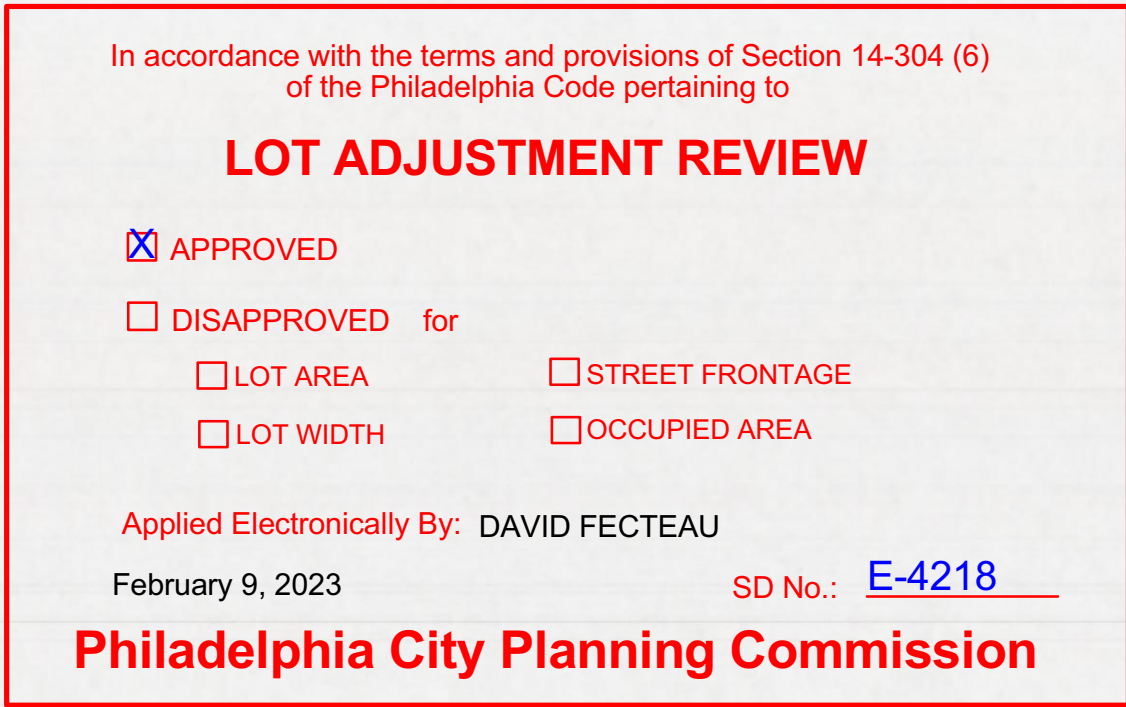 In accordance with the terms and provisions of Section 14-304 (6)
of the Philadelphia Code pertaining to
LOT ADJUSTMENT REVIEW
X APPROVED
DISAPPROVED for
LOT AREA STREET FRONTAGE
LOT WIDTH OCCUPIED AREA
Applied Electronically By: DAVID FECTEAU
February 9, 2023 SD No.: E-4218
Philadelphia City Planning Commission